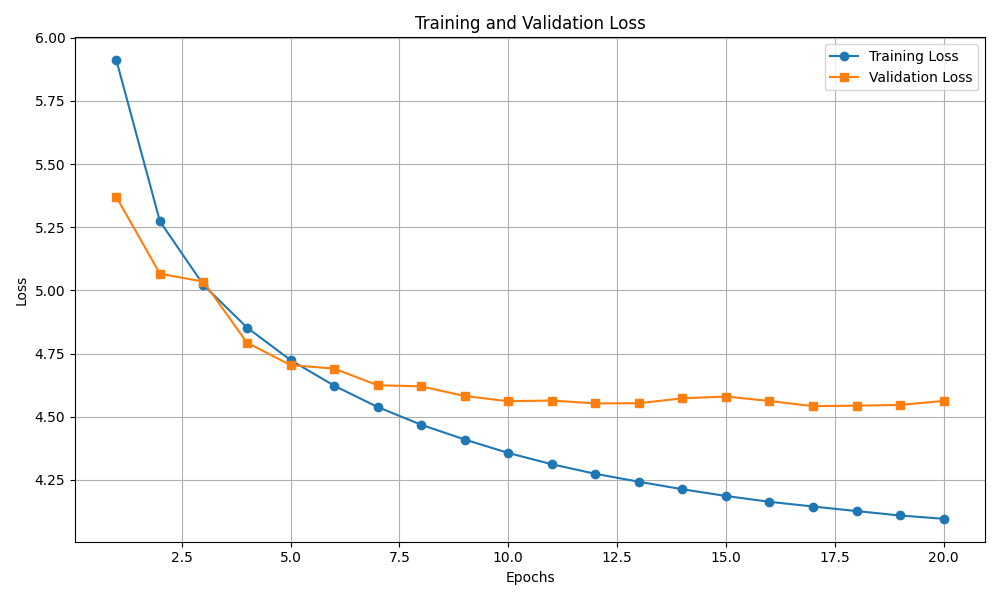 Training and Validation Loss
6.00
5.75
5.50
5.25
5.00
4.75
4.50
4.25
Loss
Training Loss
Validation Loss
2.5 5.0 7.5 10.0 12.5 15.0 17.5 20.0
Epochs